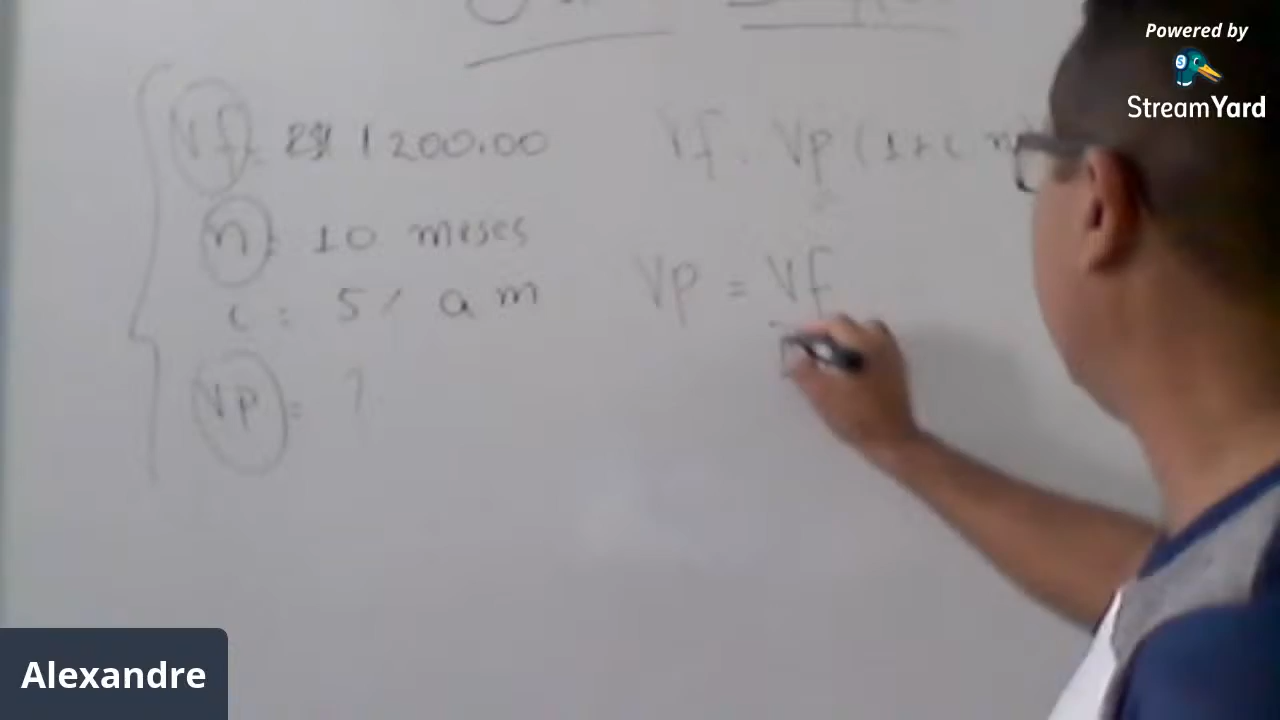 Powered by
StreamYard
Vf: R$ 1200.00
n: 10 meses
i: 5% a m
Vp = ?
Vf = Vp (1+i n
Vp = Vf
Alexandre